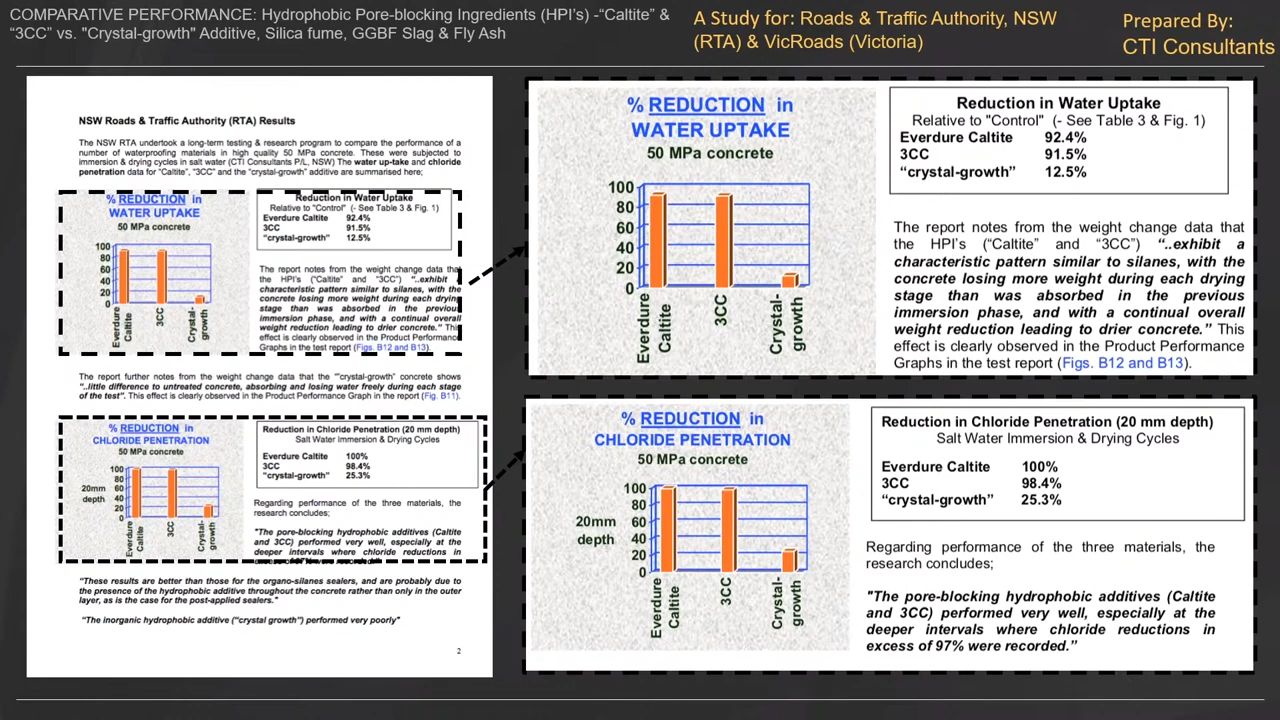 COMPARATIVE PERFORMANCE: Hydrophobic Pore-blocking Ingredients (HPI's) -"Caltite" &
"3CC" vs. "Crystal-growth" Additive, Silica fume, GGBF Slag & Fly Ash
A Study for: Roads & Traffic Authority, NSW
(RTA) & VicRoads (Victoria)
Prepared By:
CTI Consultants
NSW Roads & Traffic Authority (RTA) Results
The NSW RTA undertook a long-term testing & research program to compare the performance of a
number of waterproofing materials in high quality 50 MPa concrete. These were subjected to
immersion & drying cycles in salt water (CTI Consultants P/L, NSW) The water up-take and chloride
penetration data for "Caltite", "3CC" and the "crystal-growth" additive are summarised here;
% REDUCTION in
WATER UPTAKE
50 MPa concrete
100
80
60
40
20
0
Everdure
Caltite
3CC
Crystal-
growth
Reduction in Water Uptake
Relative to "Control" (- See Table 3 & Fig. 1)
Everdure Caltite 92.4%
3CC 91.5%
"crystal-growth" 12.5%
The report notes from the weight change data that
the HPI's ("Caltite" and "3CC") "..exhibit
characteristic pattern similar to silanes, with the
concrete losing more weight during each drying
stage than was absorbed in the previous
immersion phase, and with a continual overall
weight reduction leading to drier concrete." This
effect is clearly observed in the Product Performance
Graphs in the test report (Figs. B12 and B13).
The report further notes from the weight change data that the ""crystal-growth" concrete shows
"..little difference to untreated concrete, absorbing and losing water freely during each stage
of the test". This effect is clearly observed in the Product Performance Graph in the report (Fig. B11).
% REDUCTION in
CHLORIDE PENETRATION
50 MPa concrete
20mm
depth
100
80
60
40
20
0
Everdure
Caltite
3CC
Crystal-
growth
Reduction in Chloride Penetration (20 mm depth)
Salt Water Immersion & Drying Cycles
Everdure Caltite 100%
3CC 98.4%
"crystal-growth" 25.3%
Regarding performance of the three materials, the
research concludes;
"The pore-blocking hydrophobic additives (Caltite
and 3CC) performed very well, especially at the
deeper intervals where chloride reductions in
"These results are better than those for the organo-silanes sealers, and are probably due to
the presence of the hydrophobic additive throughout the concrete rather than only in the outer
layer, as is the case for the post-applied sealers."
"The inorganic hydrophobic additive ("crystal growth") performed very poorly"
2
% REDUCTION in
WATER UPTAKE
50 MPa concrete
100
80
60
40
20
0
Everdure
Caltite
3CC
Crystal-
growth
Reduction in Water Uptake
Relative to "Control" (- See Table 3 & Fig. 1)
Everdure Caltite 92.4%
3CC 91.5%
"crystal-growth" 12.5%
The report notes from the weight change data that
the HPI's ("Caltite" and "3CC") "..exhibit a
characteristic pattern similar to silanes, with the
concrete losing more weight during each drying
stage than was absorbed in the previous
immersion phase, and with a continual overall
weight reduction leading to drier concrete." This
effect is clearly observed in the Product Performance
Graphs in the test report (Figs. B12 and B13).
% REDUCTION in
CHLORIDE PENETRATION
50 MPa concrete
20mm
depth
100
80
60
40
20
0
Everdure
Caltite
3CC
Crystal-
growth
Reduction in Chloride Penetration (20 mm depth)
Salt Water Immersion & Drying Cycles
Everdure Caltite 100%
3CC 98.4%
"crystal-growth" 25.3%
Regarding performance of the three materials, the
research concludes;
"The pore-blocking hydrophobic additives (Caltite
and 3CC) performed very well, especially at the
deeper intervals where chloride reductions in
excess of 97% were recorded."